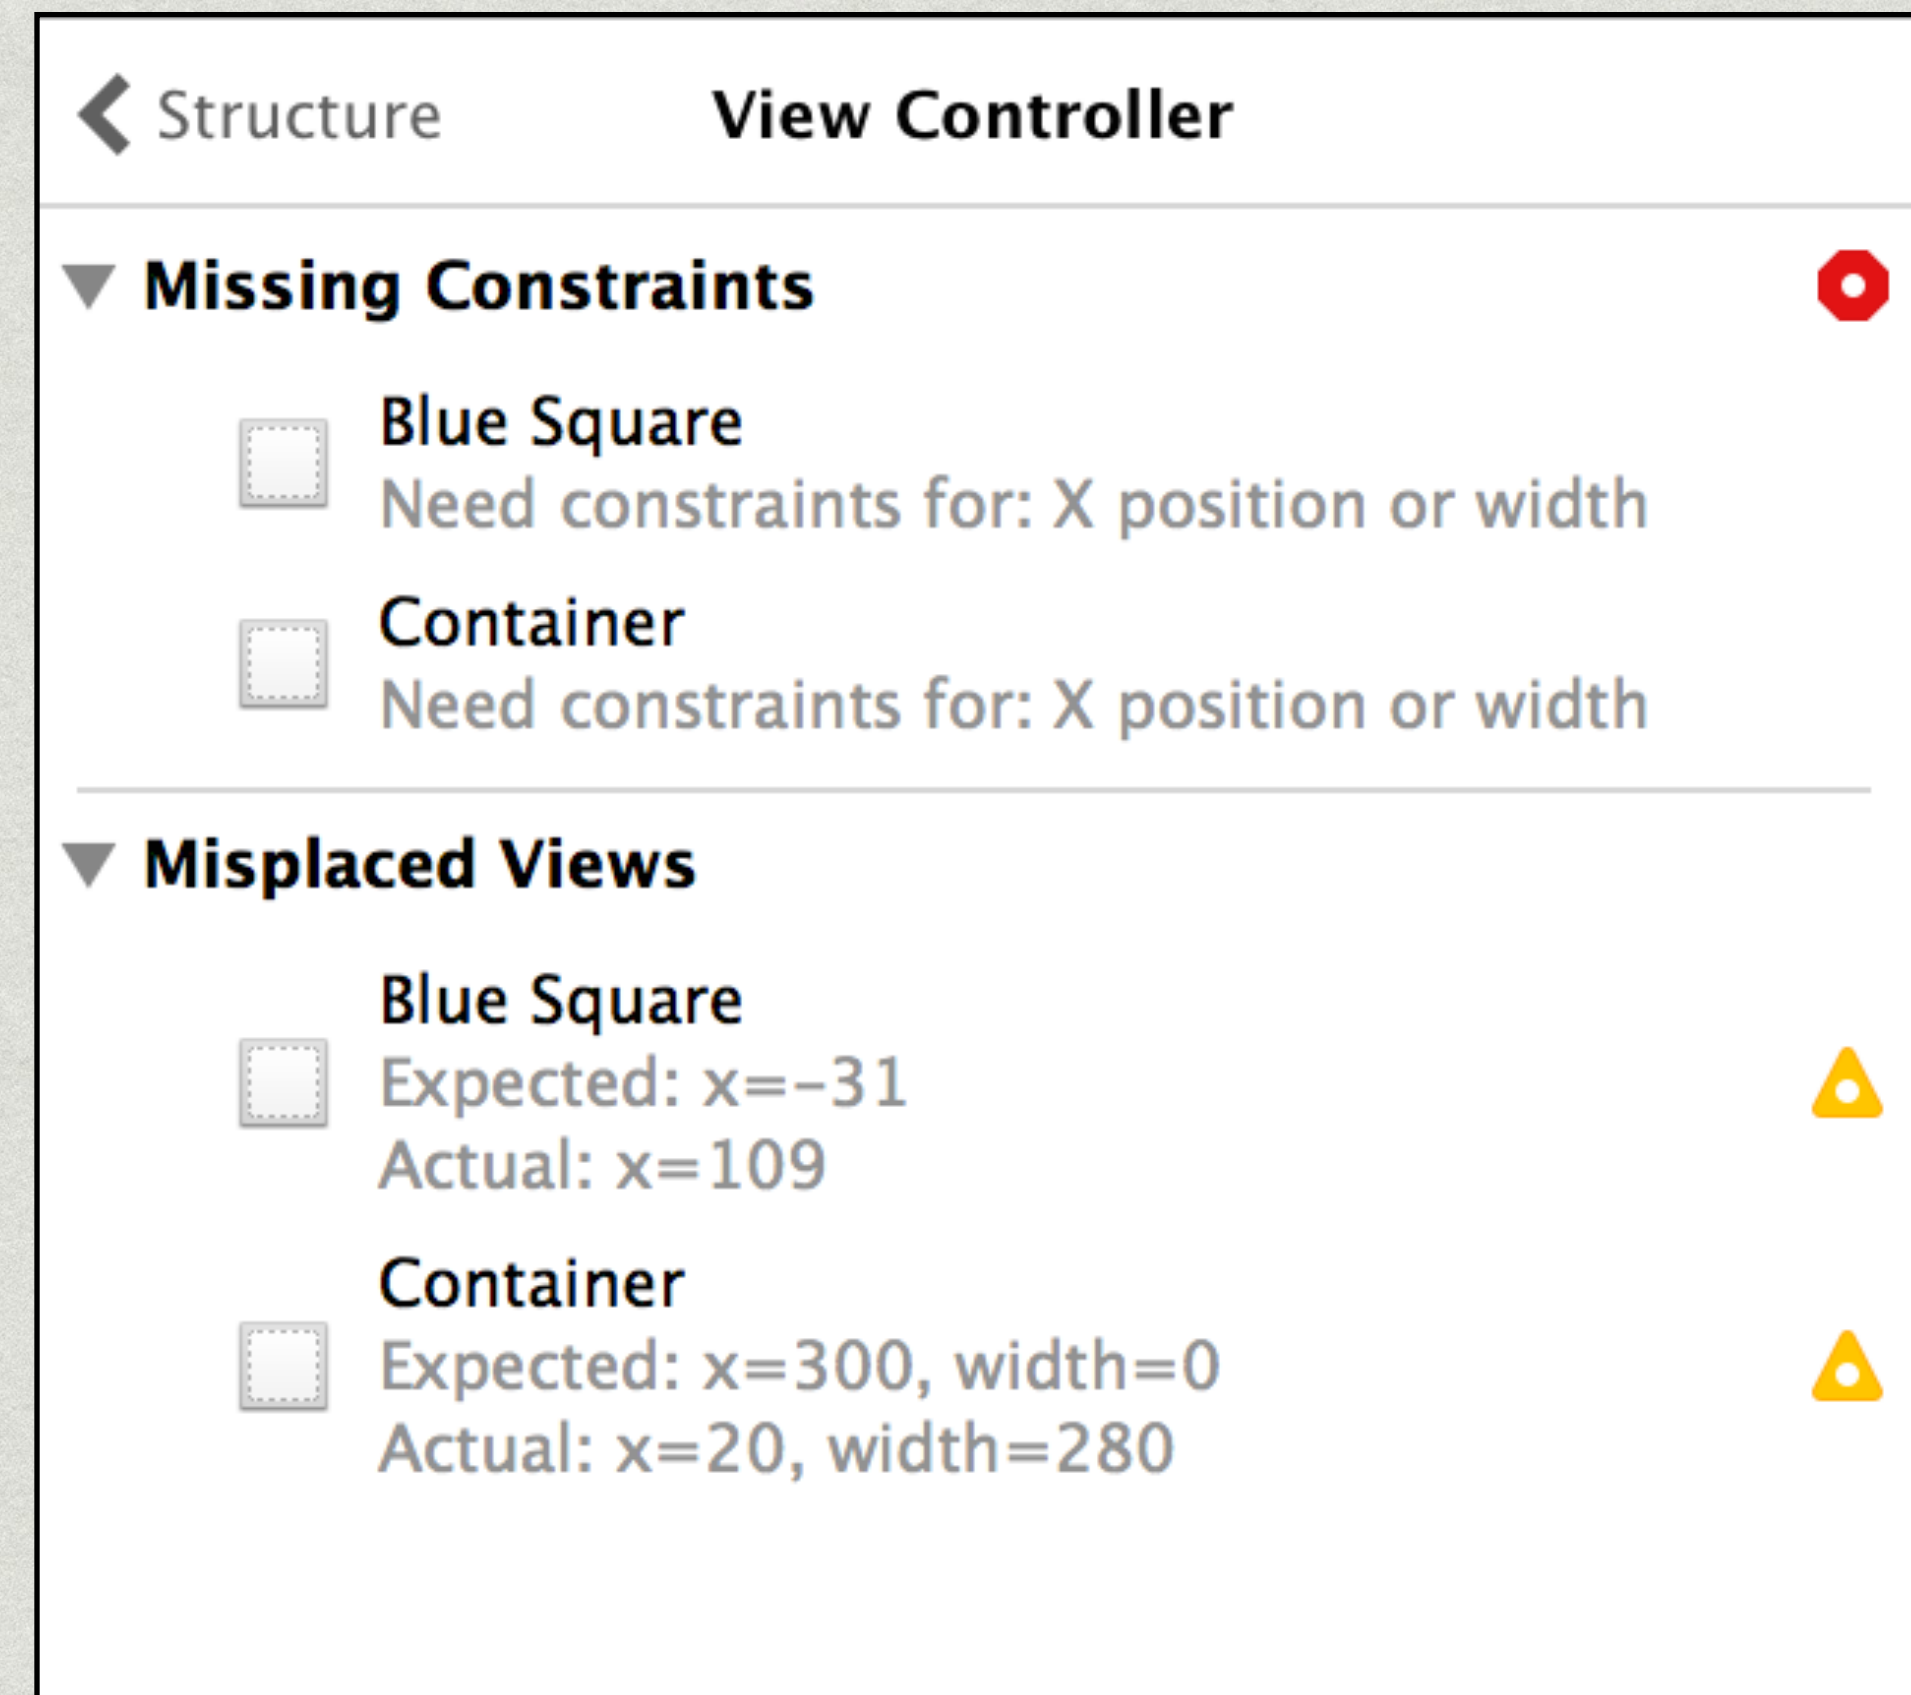 Structure
View Controller
Missing Constraints
Blue Square
Need constraints for: X position or width
Container
Need constraints for: X position or width
Misplaced Views
Blue Square
Expected: x=-31
Actual: x=109
Container
Expected: x=300, width=0
Actual: x=20, width=280